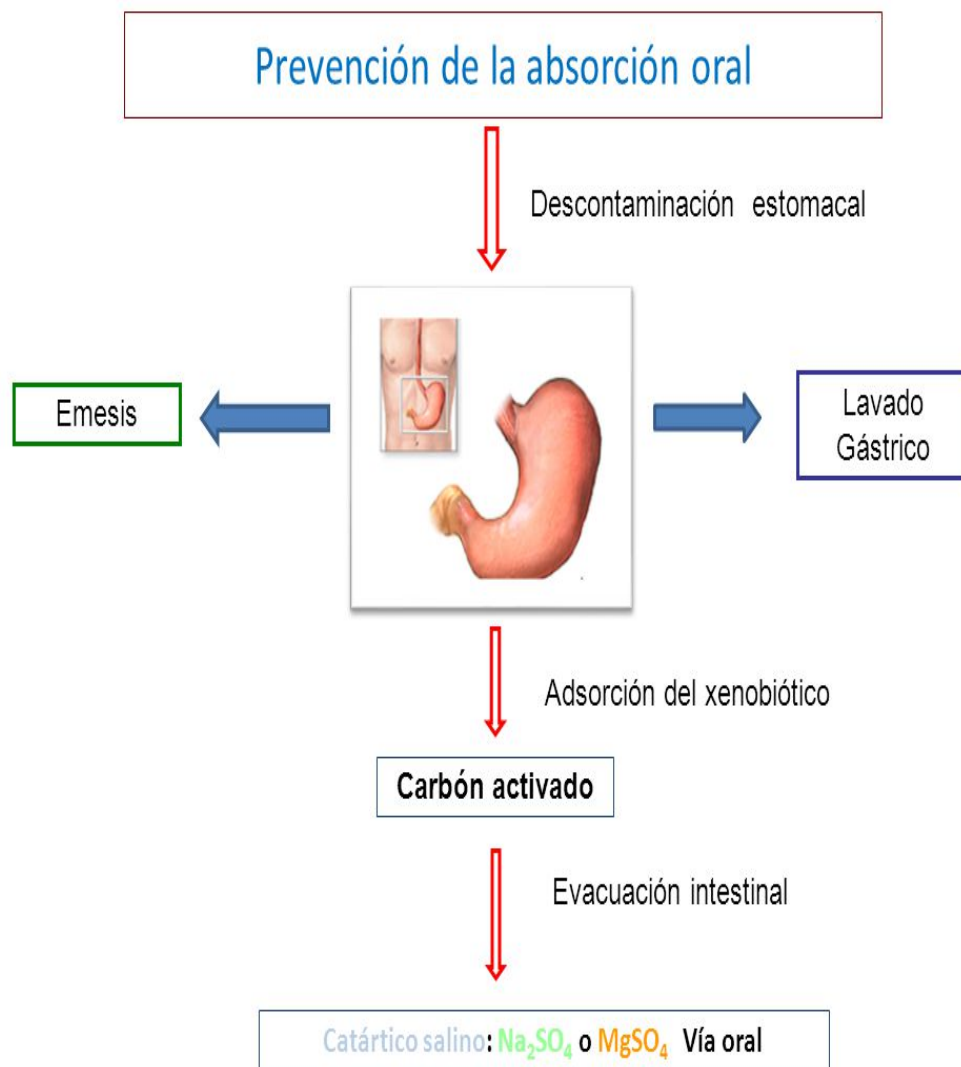 Prevención de la absorción oral
Descontaminación estomacal
Emesis
Lavado
Gástrico
Adsorción del xenobiótico
Carbón activado
Evacuación intestinal
Catártico salino: Na₂SO₄ o MgSO₄ Vía oral